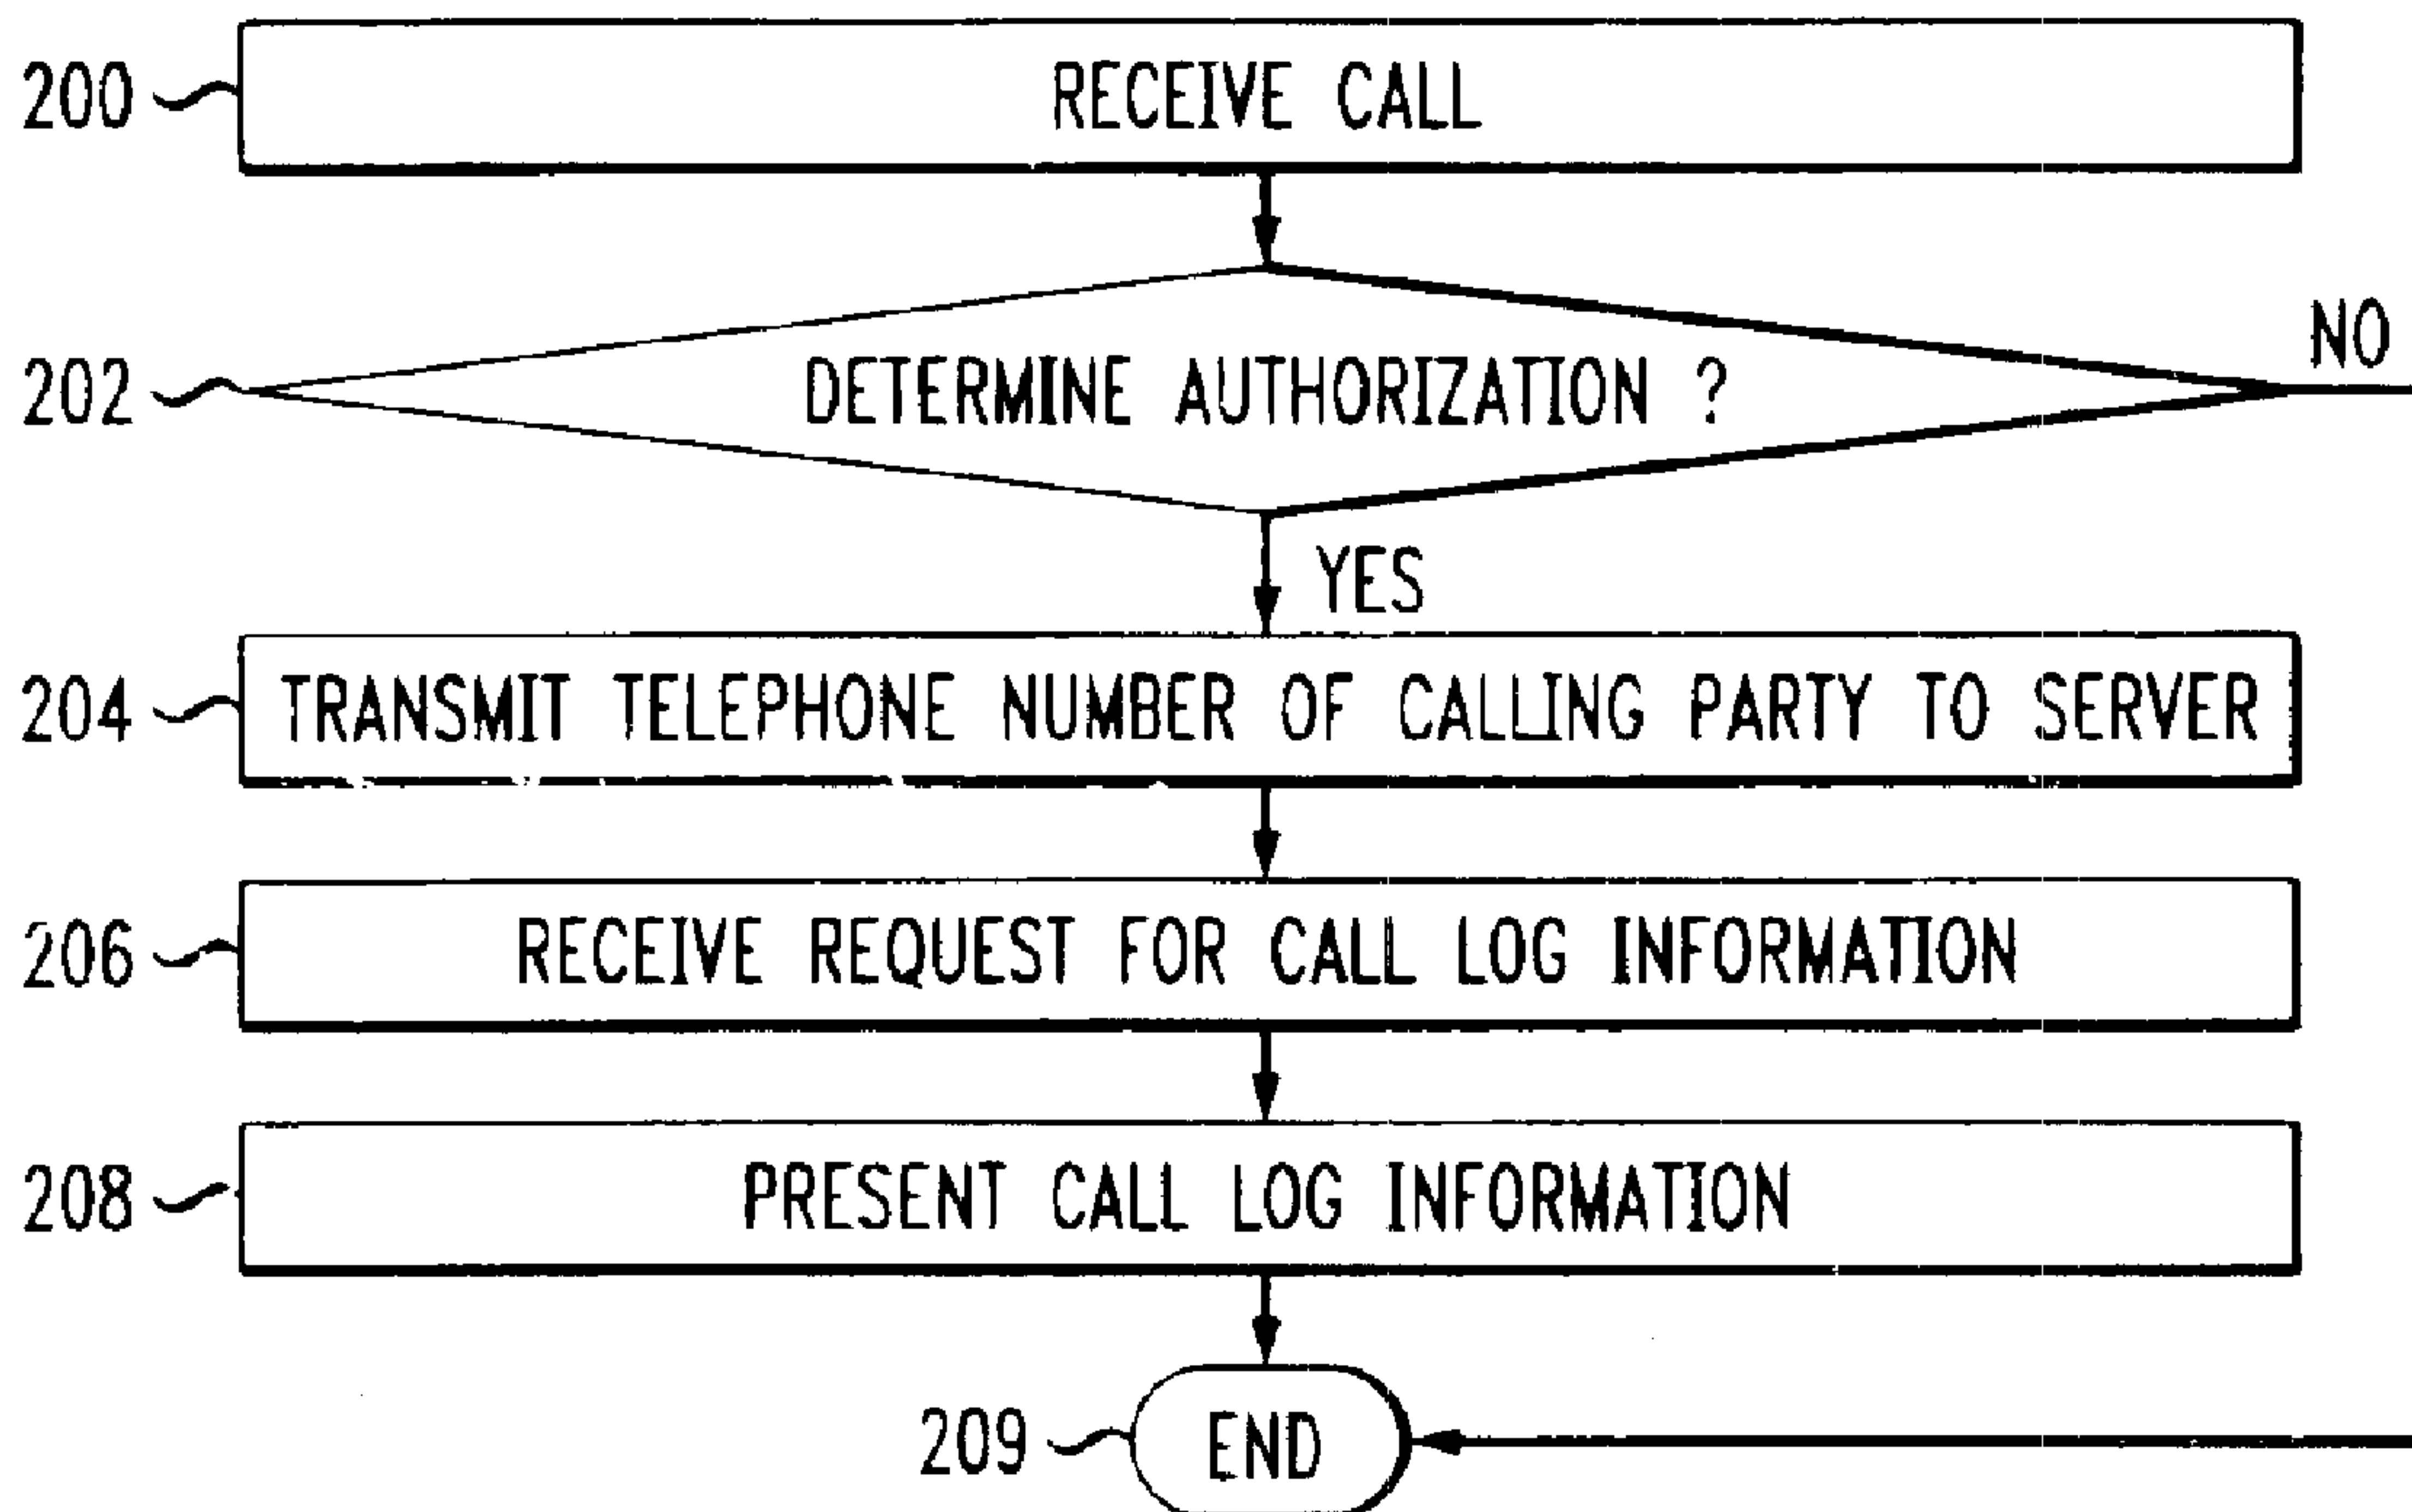 200 RECEIVE CALL
202 DETERMINE AUTHORIZATION ? NO
YES
204 TRANSMIT TELEPHONE NUMBER OF CALLING PARTY TO SERVER
206 RECEIVE REQUEST FOR CALL LOG INFORMATION
208 PRESENT CALL LOG INFORMATION
209 END